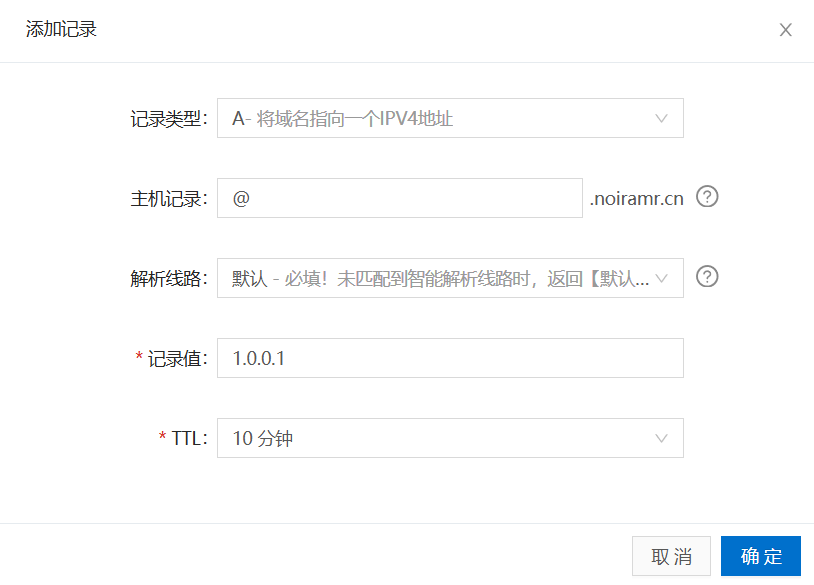 添加记录
记录类型: A- 将域名指向一个IPV4地址
主机记录: @ .noiramr.cn ?
解析线路: 默认 - 必填！未匹配到智能解析线路时，返回【默认... ?
* 记录值: 1.0.0.1
* TTL: 10 分钟
取 消 确 定